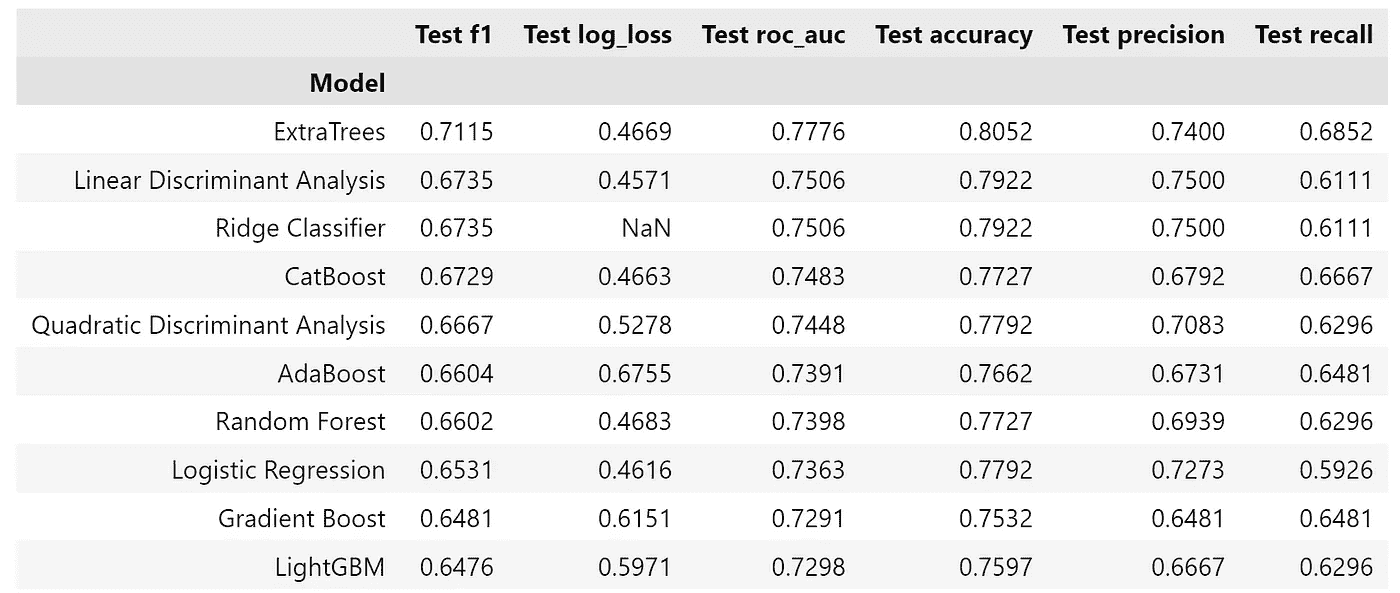 Test f1 Test log_loss Test roc_auc Test accuracy Test precision Test recall
Model
ExtraTrees 0.7115 0.4669 0.7776 0.8052 0.7400 0.6852
Linear Discriminant Analysis 0.6735 0.4571 0.7506 0.7922 0.7500 0.6111
Ridge Classifier 0.6735 NaN 0.7506 0.7922 0.7500 0.6111
CatBoost 0.6729 0.4663 0.7483 0.7727 0.6792 0.6667
Quadratic Discriminant Analysis 0.6667 0.5278 0.7448 0.7792 0.7083 0.6296
AdaBoost 0.6604 0.6755 0.7391 0.7662 0.6731 0.6481
Random Forest 0.6602 0.4683 0.7398 0.7727 0.6939 0.6296
Logistic Regression 0.6531 0.4616 0.7363 0.7792 0.7273 0.5926
Gradient Boost 0.6481 0.6151 0.7291 0.7532 0.6481 0.6481
LightGBM 0.6476 0.5971 0.7298 0.7597 0.6667 0.6296